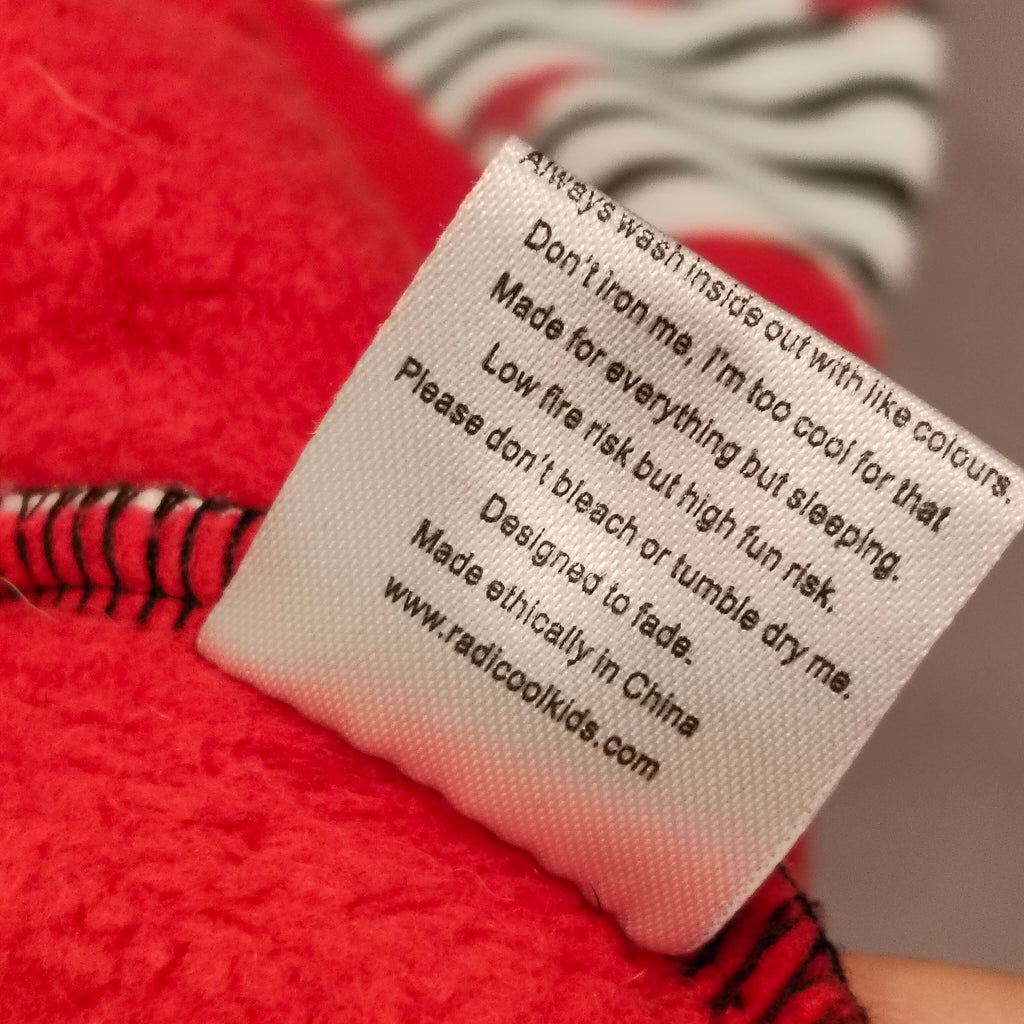 Always wash inside out with like colours.
Don't iron me, I'm too cool for that
Made for everything but sleeping.
Low fire risk but high fun risk.
Please don't bleach or tumble dry me.
Designed to fade.
Made ethically in China
www.radicoolkids.com